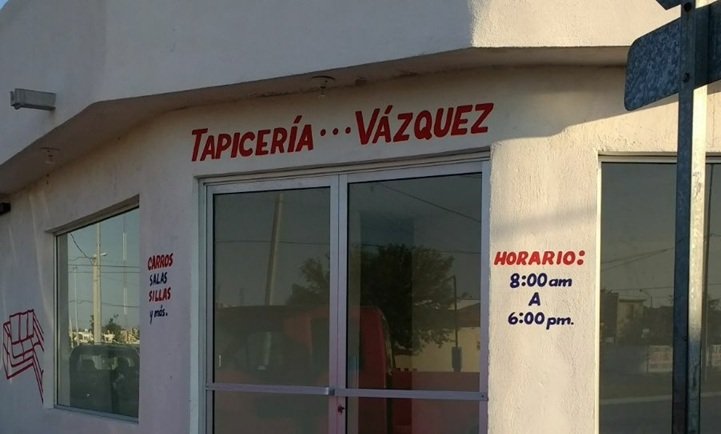 TAPICERÍA...VÁZQUEZ
CARROS
SALAS
SILLAS
y más.
HORARIO:
8:00am
A
6:00pm.